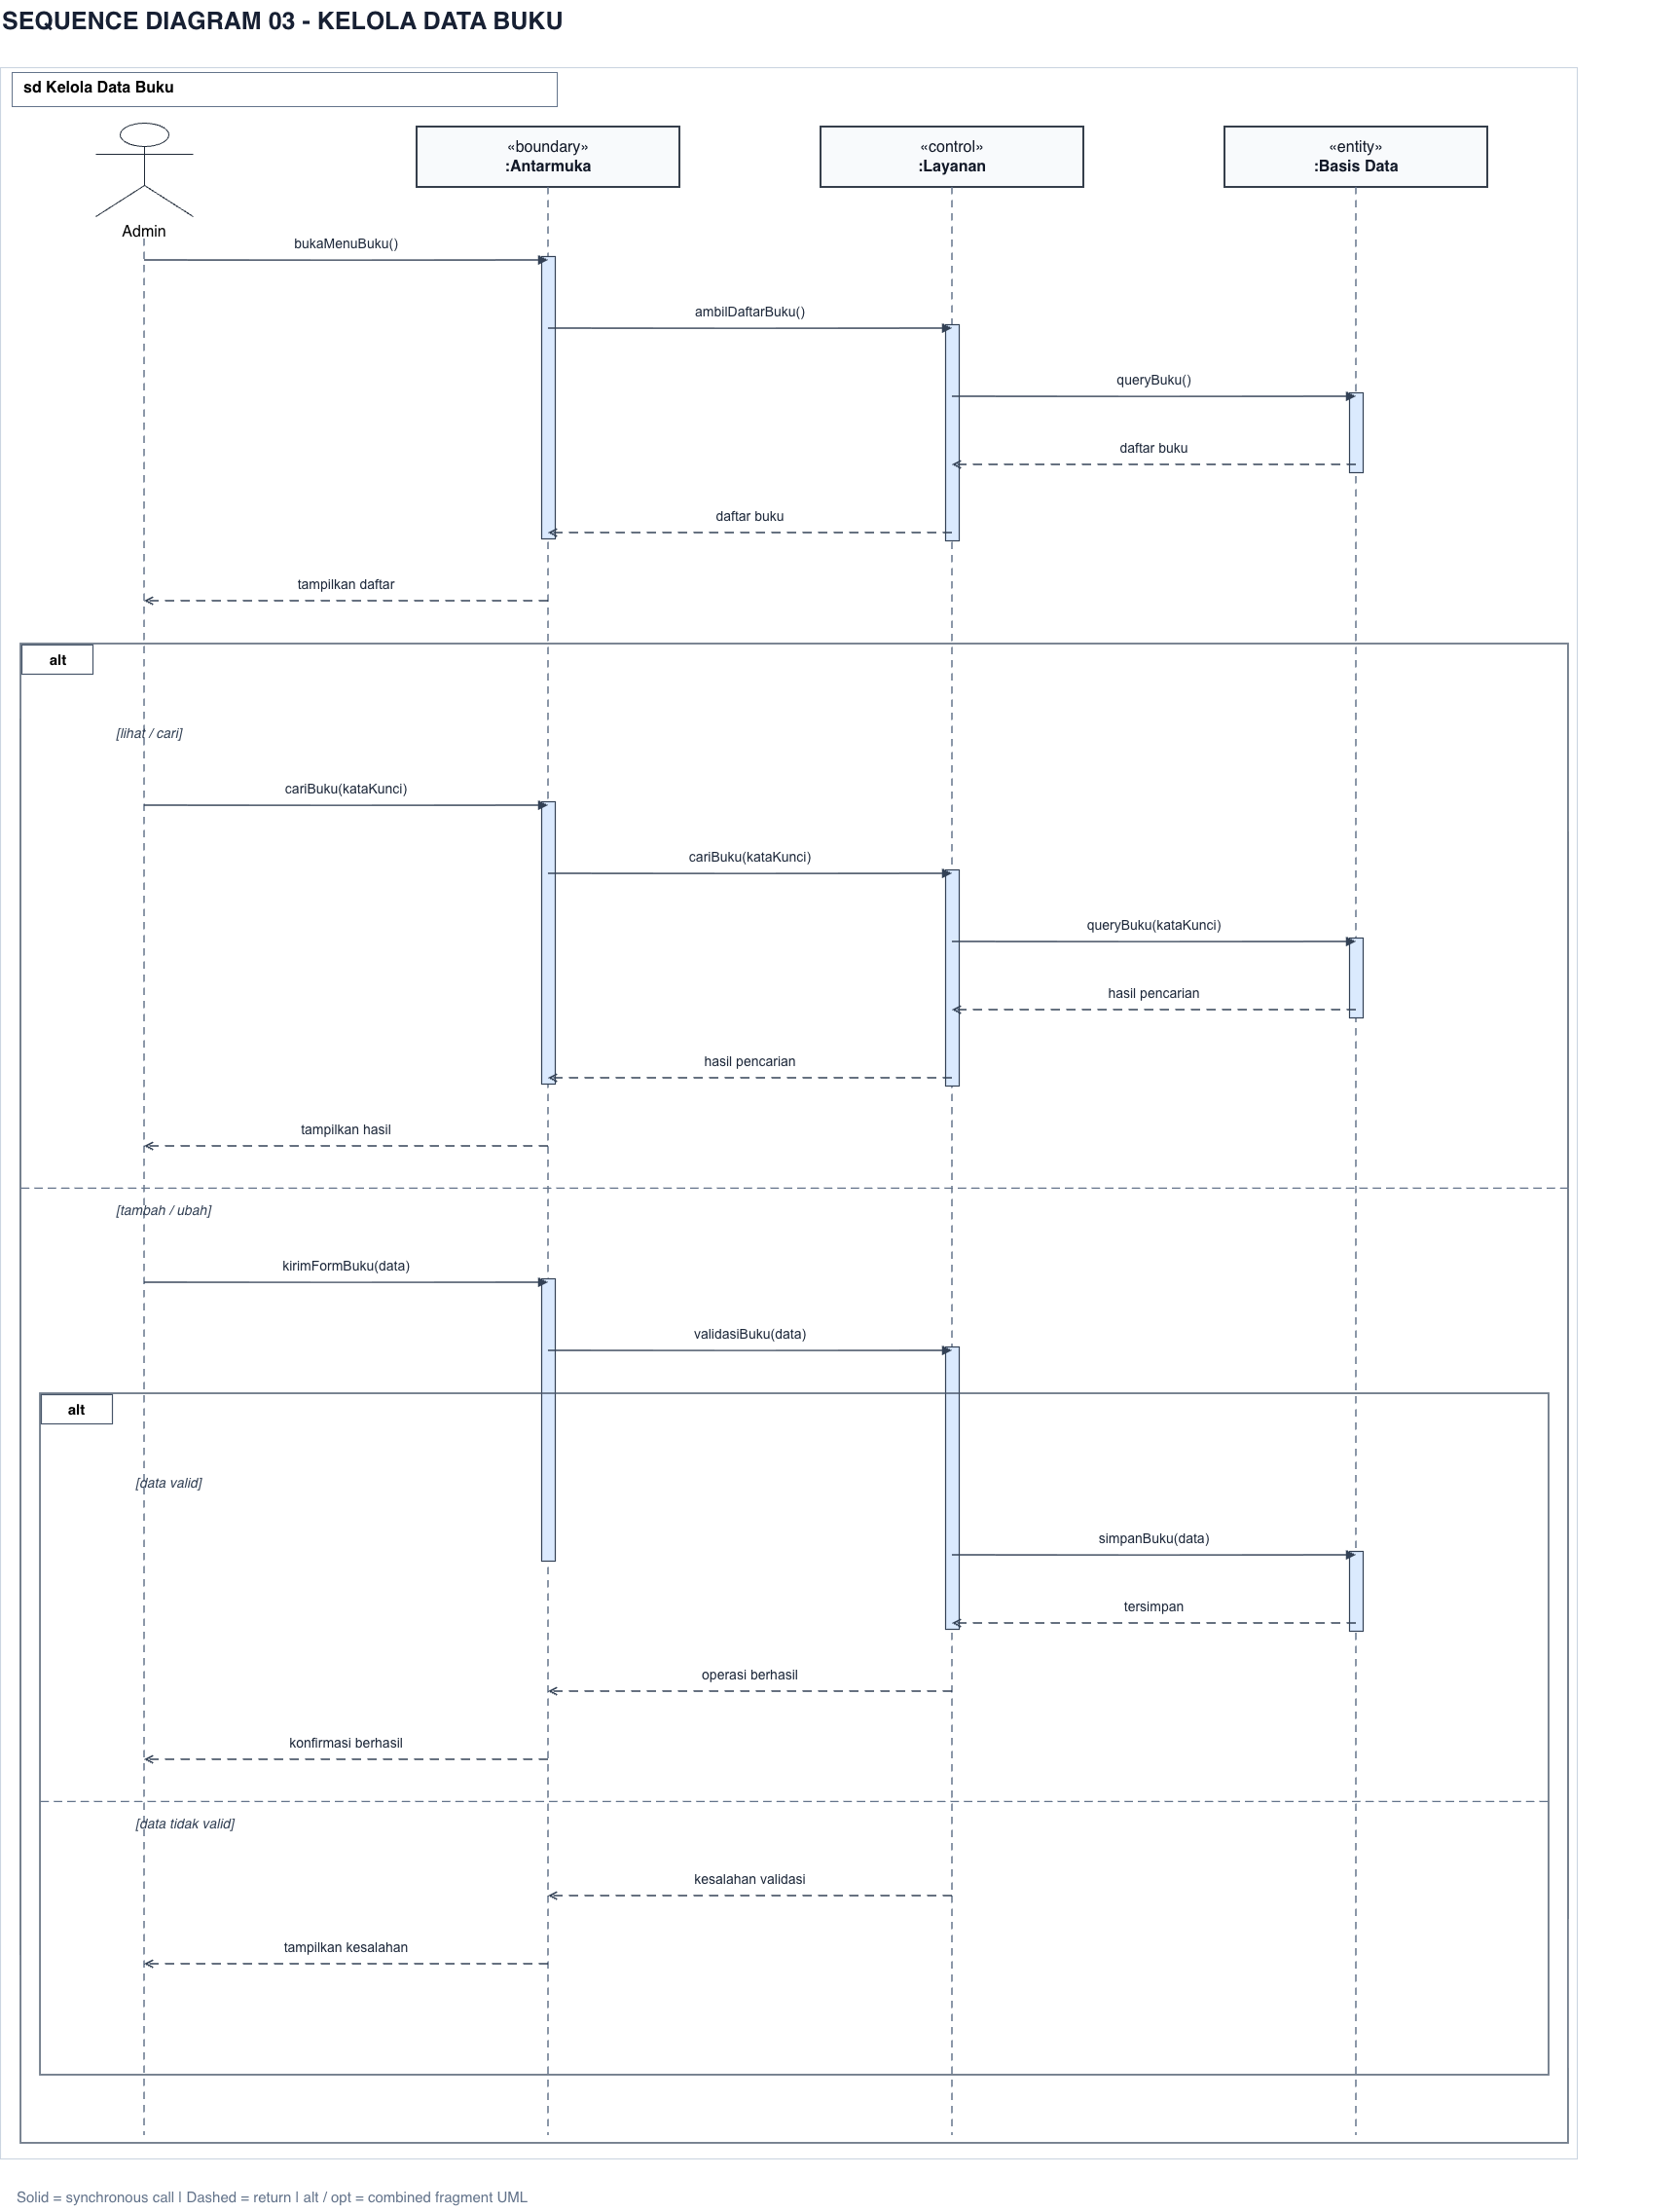 SEQUENCE DIAGRAM 03 - KELOLA DATA BUKU
sd Kelola Data Buku
«boundary»
:Antarmuka
«control»
:Layanan
«entity»
:Basis Data
Admin
bukaMenuBuku()
ambilDaftarBuku()
queryBuku()
daftar buku
daftar buku
tampilkan daftar
alt
[lihat / cari]
cariBuku(kataKunci)
cariBuku(kataKunci)
queryBuku(kataKunci)
hasil pencarian
hasil pencarian
tampilkan hasil
[tambah / ubah]
kirimFormBuku(data)
validasiBuku(data)
alt
[data valid]
simpanBuku(data)
tersimpan
operasi berhasil
konfirmasi berhasil
[data tidak valid]
kesalahan validasi
tampilkan kesalahan
Solid = synchronous call | Dashed = return | alt / opt = combined fragment UML